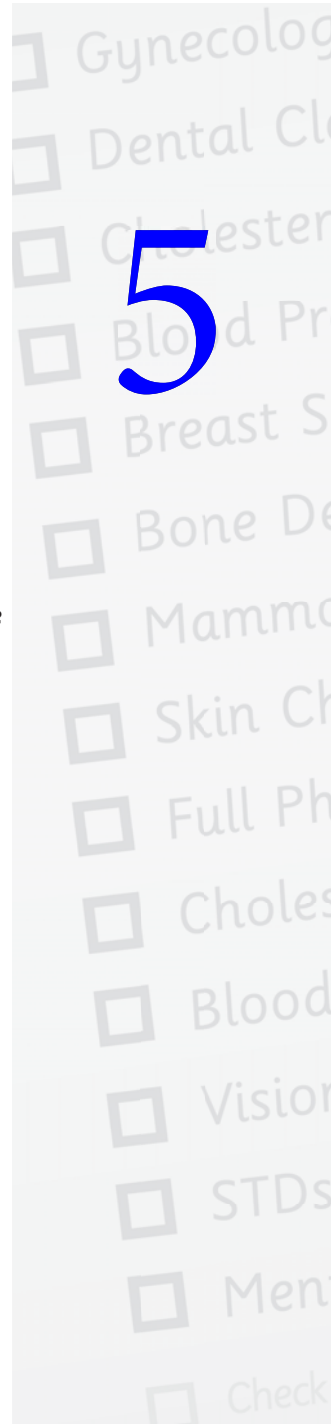 Gynecolog
Dental Cl
Cholester
5
Blood Pr
Breast S
Bone De
Mammo
Skin Ch
Full Ph
Choles
Blood
Vision
STDs
Ment
Check